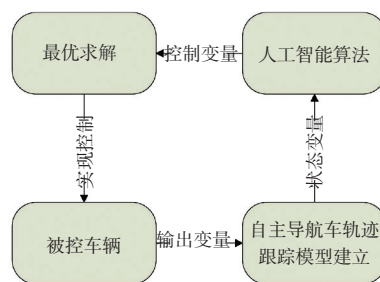 最优求解
控制变量
人工智能算法
实现控制
状态变量
被控车辆
输出变量
自主导航车轨迹
跟踪模型建立